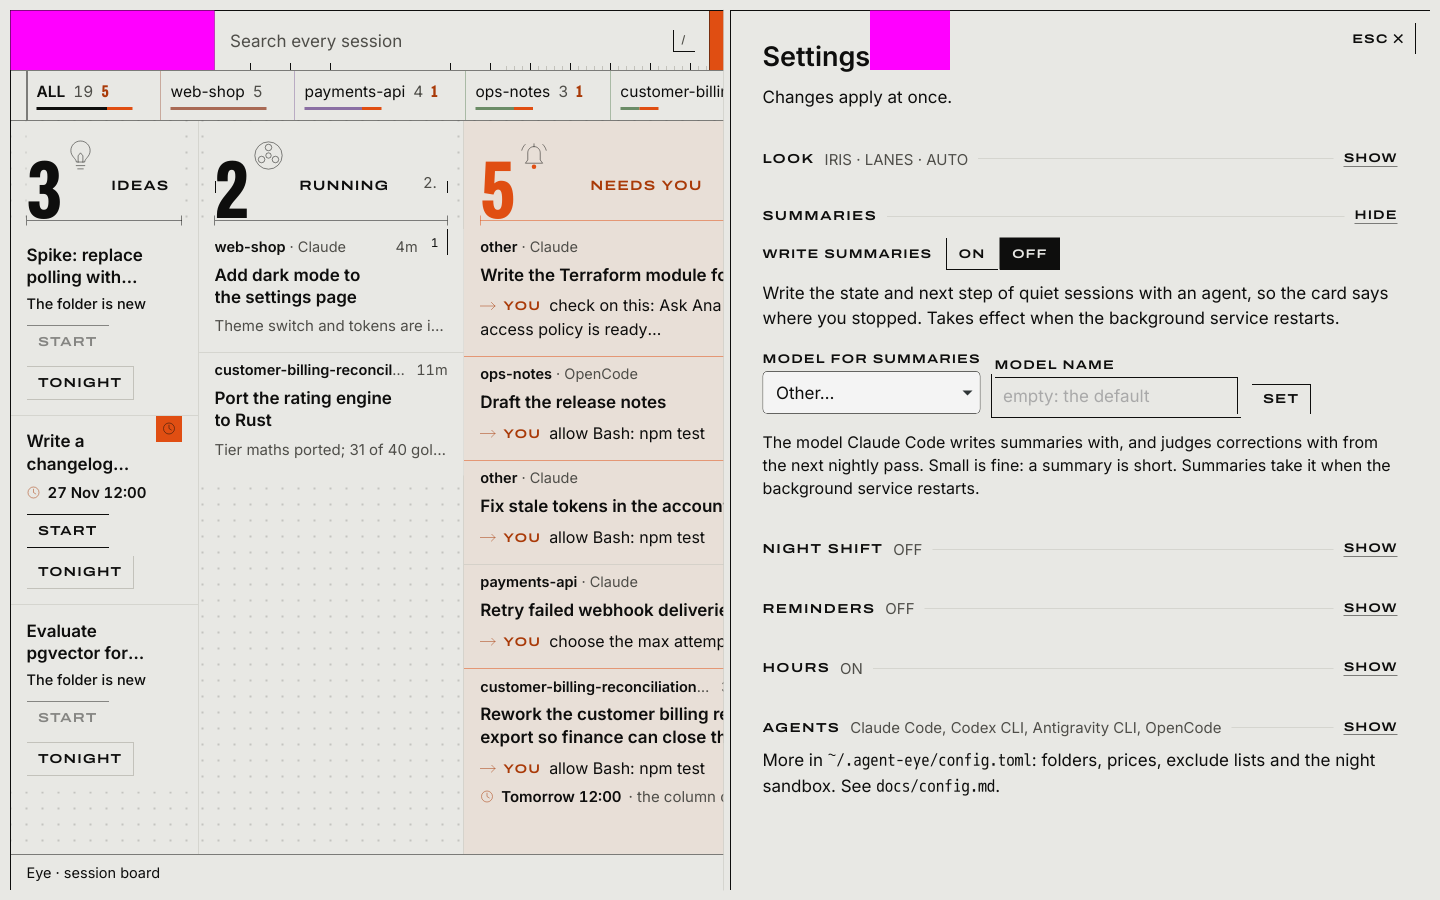 Search every session /
ALL 19 5
web-shop 5
payments-api 4 1
ops-notes 3 1
customer-billin
3 IDEAS
Spike: replace
polling with...
The folder is new
START
TONIGHT
Write a
changelog...
27 Nov 12:00
START
TONIGHT
Evaluate
pgvector for...
The folder is new
START
TONIGHT
2 RUNNING 2.
web-shop · Claude 4m 1
Add dark mode to
the settings page
Theme switch and tokens are i...
customer-billing-reconcil... 11m
Port the rating engine
to Rust
Tier maths ported; 31 of 40 gol...
5 NEEDS YOU
other · Claude
Write the Terraform module fo
→ YOU check on this: Ask Ana
access policy is ready...
ops-notes · OpenCode
Draft the release notes
→ YOU allow Bash: npm test
other · Claude
Fix stale tokens in the accoun
→ YOU allow Bash: npm test
payments-api · Claude
Retry failed webhook deliverie
→ YOU choose the max attemp
customer-billing-reconciliation...
Rework the customer billing re
export so finance can close th
→ YOU allow Bash: npm test
Tomorrow 12:00 · the column
Eye · session board
Settings
ESC ×
Changes apply at once.
LOOK IRIS · LANES · AUTO SHOW
SUMMARIES HIDE
WRITE SUMMARIES ON OFF
Write the state and next step of quiet sessions with an agent, so the card says
where you stopped. Takes effect when the background service restarts.
MODEL FOR SUMMARIES MODEL NAME
Other... empty: the default SET
The model Claude Code writes summaries with, and judges corrections with from
the next nightly pass. Small is fine: a summary is short. Summaries take it when the
background service restarts.
NIGHT SHIFT OFF SHOW
REMINDERS OFF SHOW
HOURS ON SHOW
AGENTS Claude Code, Codex CLI, Antigravity CLI, OpenCode SHOW
More in ~/.agent-eye/config.toml: folders, prices, exclude lists and the night
sandbox. See docs/config.md.